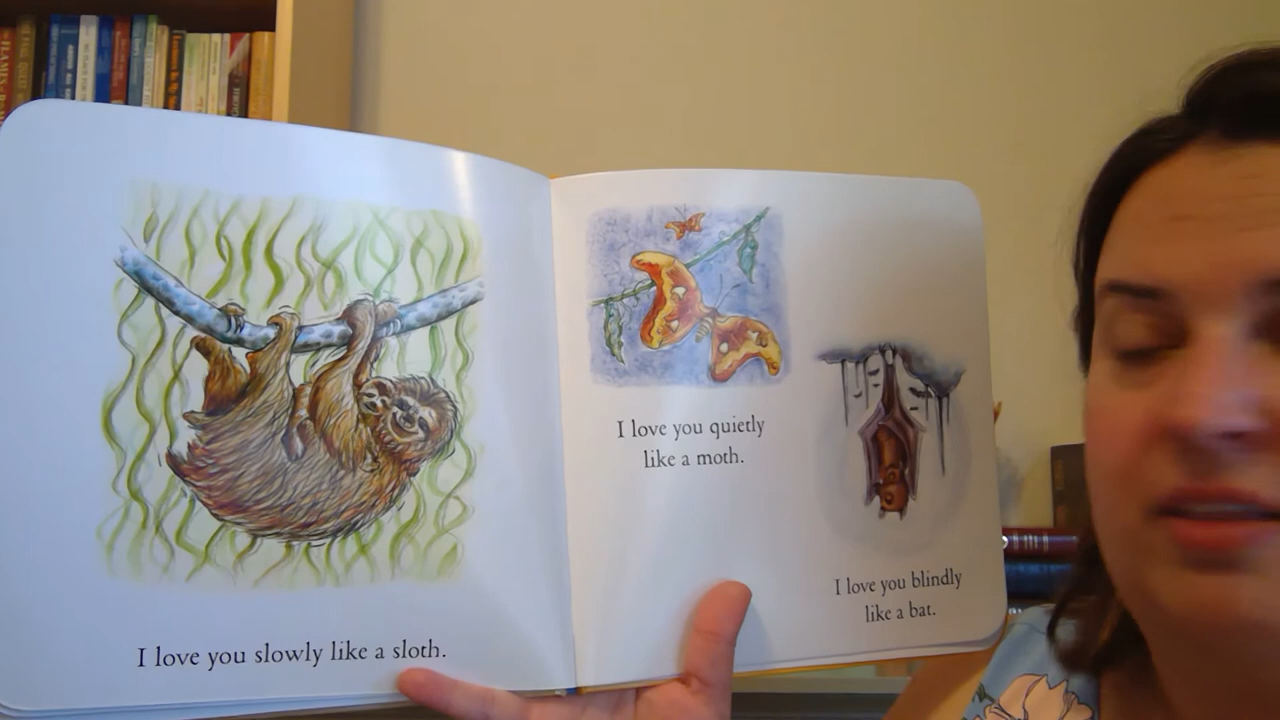 I love you slowly like a sloth.
I love you quietly
like a moth.
I love you blindly
like a bat.